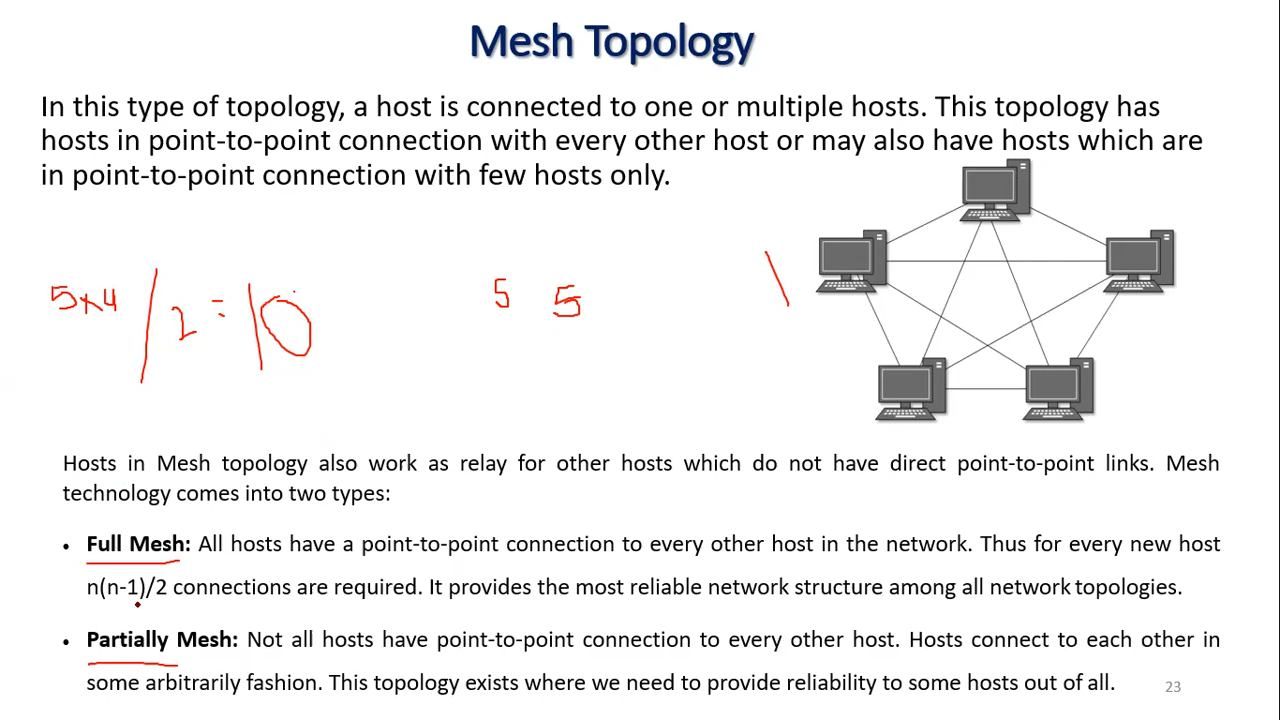 Mesh Topology
In this type of topology, a host is connected to one or multiple hosts. This topology has
hosts in point-to-point connection with every other host or may also have hosts which are
in point-to-point connection with few hosts only.
5x4 / 2 = 10
5 5
Hosts in Mesh topology also work as relay for other hosts which do not have direct point-to-point links. Mesh
technology comes into two types:
• Full Mesh: All hosts have a point-to-point connection to every other host in the network. Thus for every new host
n(n-1)/2 connections are required. It provides the most reliable network structure among all network topologies.
• Partially Mesh: Not all hosts have point-to-point connection to every other host. Hosts connect to each other in
some arbitrarily fashion. This topology exists where we need to provide reliability to some hosts out of all.
23